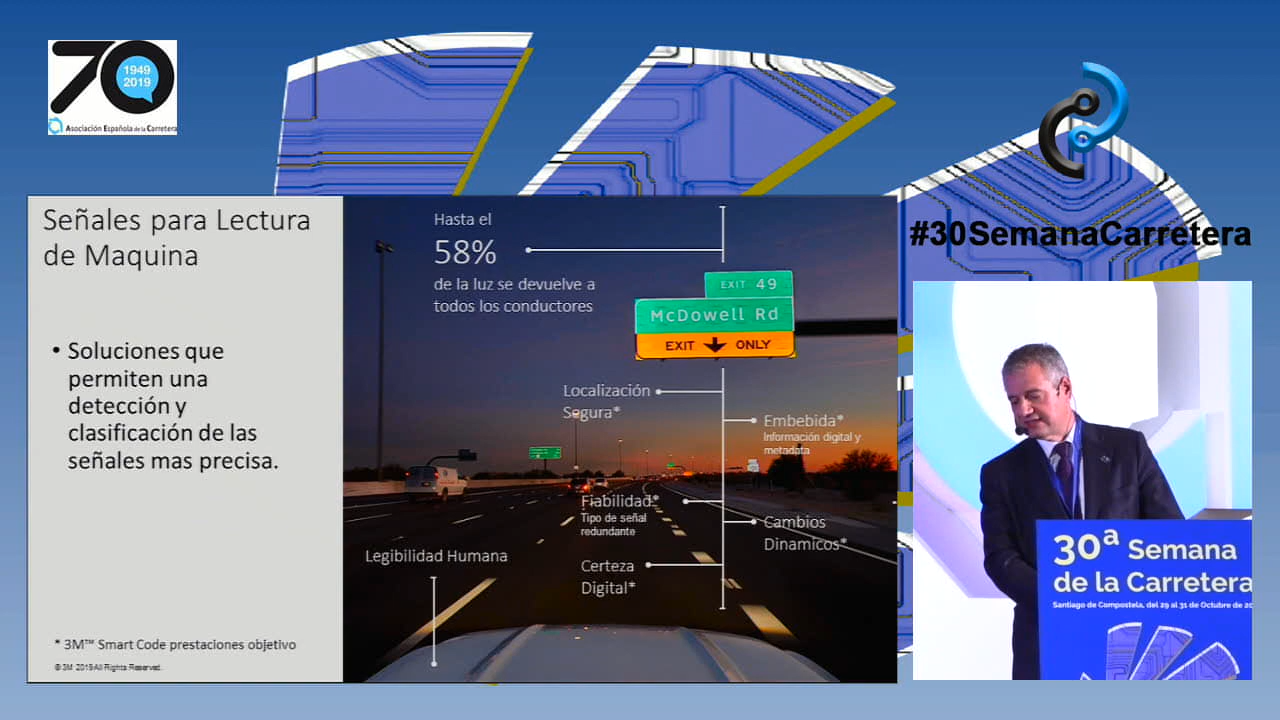 70
1949
2019
Asociación Española de la Carretera
#30SemanaCarretera
Señales para Lectura
de Maquina
• Soluciones que
permiten una
detección y
clasificación de las
señales mas precisa.
* 3M™ Smart Code prestaciones objetivo
© 3M 2019 All Rights Reserved.
Hasta el
58%
de la luz se devuelve a
todos los conductores
EXIT 49
McDowell Rd
EXIT ONLY
Localización
Segura*
Embebida*
Información digital y
metadata
Fiabilidad*
Tipo de señal
redundante
Cambios
Dinamicos*
Legibilidad Humana
Certeza
Digital*
30ª Semana
de la Carretera
Santiago de Compostela, del 29 al 31 de Octubre de